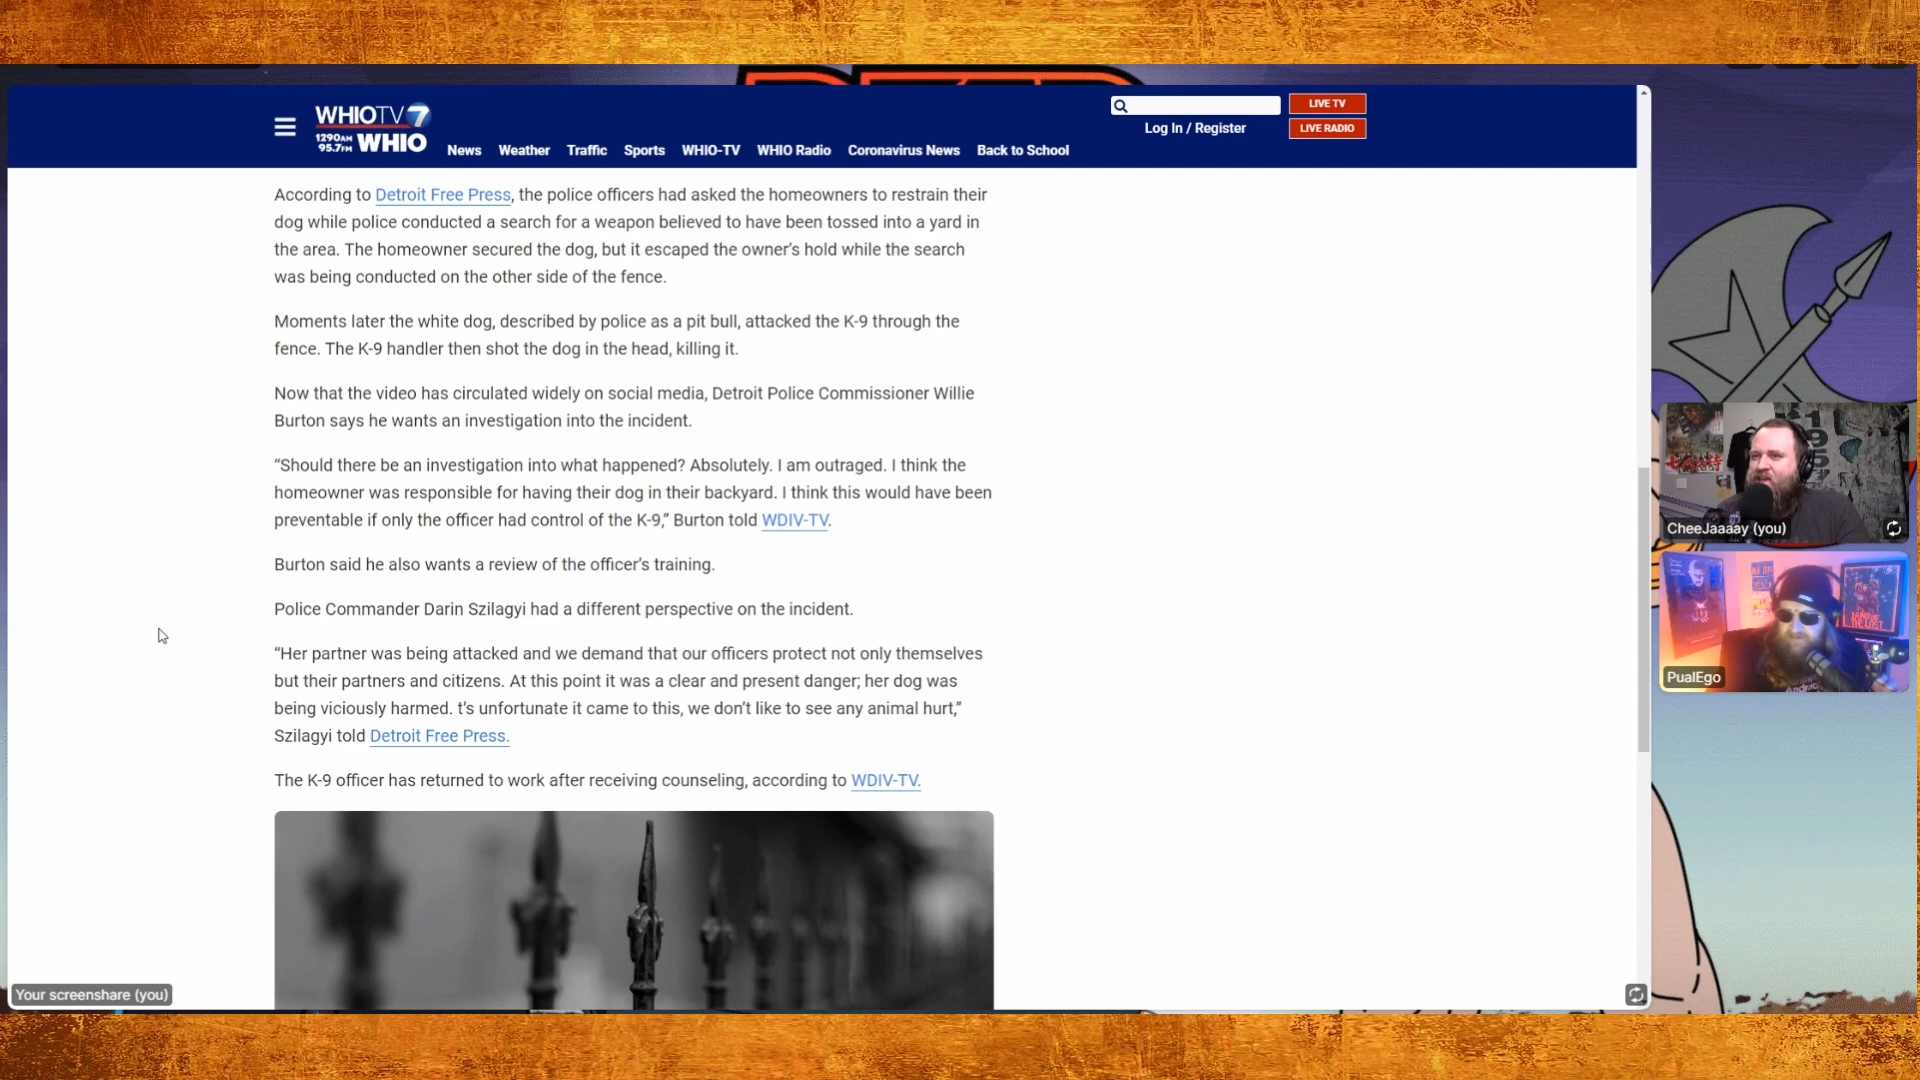 WHIOTV 7
1290AM
95.7FM WHIO
News Weather Traffic Sports WHIO-TV WHIO Radio Coronavirus News Back to School
Log In / Register
LIVE TV
LIVE RADIO
According to Detroit Free Press, the police officers had asked the homeowners to restrain their
dog while police conducted a search for a weapon believed to have been tossed into a yard in
the area. The homeowner secured the dog, but it escaped the owner's hold while the search
was being conducted on the other side of the fence.
Moments later the white dog, described by police as a pit bull, attacked the K-9 through the
fence. The K-9 handler then shot the dog in the head, killing it.
Now that the video has circulated widely on social media, Detroit Police Commissioner Willie
Burton says he wants an investigation into the incident.
“Should there be an investigation into what happened? Absolutely. I am outraged. I think the
homeowner was responsible for having their dog in their backyard. I think this would have been
preventable if only the officer had control of the K-9,” Burton told WDIV-TV.
Burton said he also wants a review of the officer's training.
Police Commander Darin Szilagyi had a different perspective on the incident.
“Her partner was being attacked and we demand that our officers protect not only themselves
but their partners and citizens. At this point it was a clear and present danger; her dog was
being viciously harmed. t's unfortunate it came to this, we don't like to see any animal hurt,”
Szilagyi told Detroit Free Press.
The K-9 officer has returned to work after receiving counseling, according to WDIV-TV.
Your screenshare (you)
CheeJaaaay (you)
PualEgo